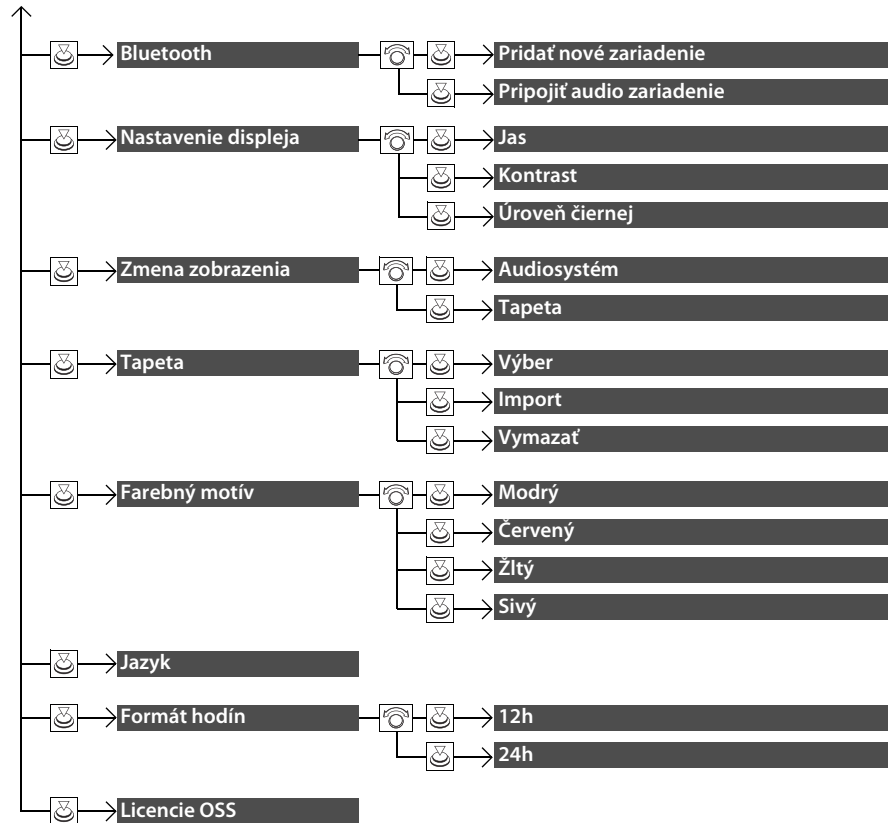 Bluetooth
Pridať nové zariadenie
Pripojiť audio zariadenie
Nastavenie displeja
Jas
Kontrast
Úroveň čiernej
Zmena zobrazenia
Audiosystém
Tapeta
Tapeta
Výber
Import
Vymazať
Farebný motív
Modrý
Červený
Žltý
Sivý
Jazyk
Formát hodín
12h
24h
Licencie OSS